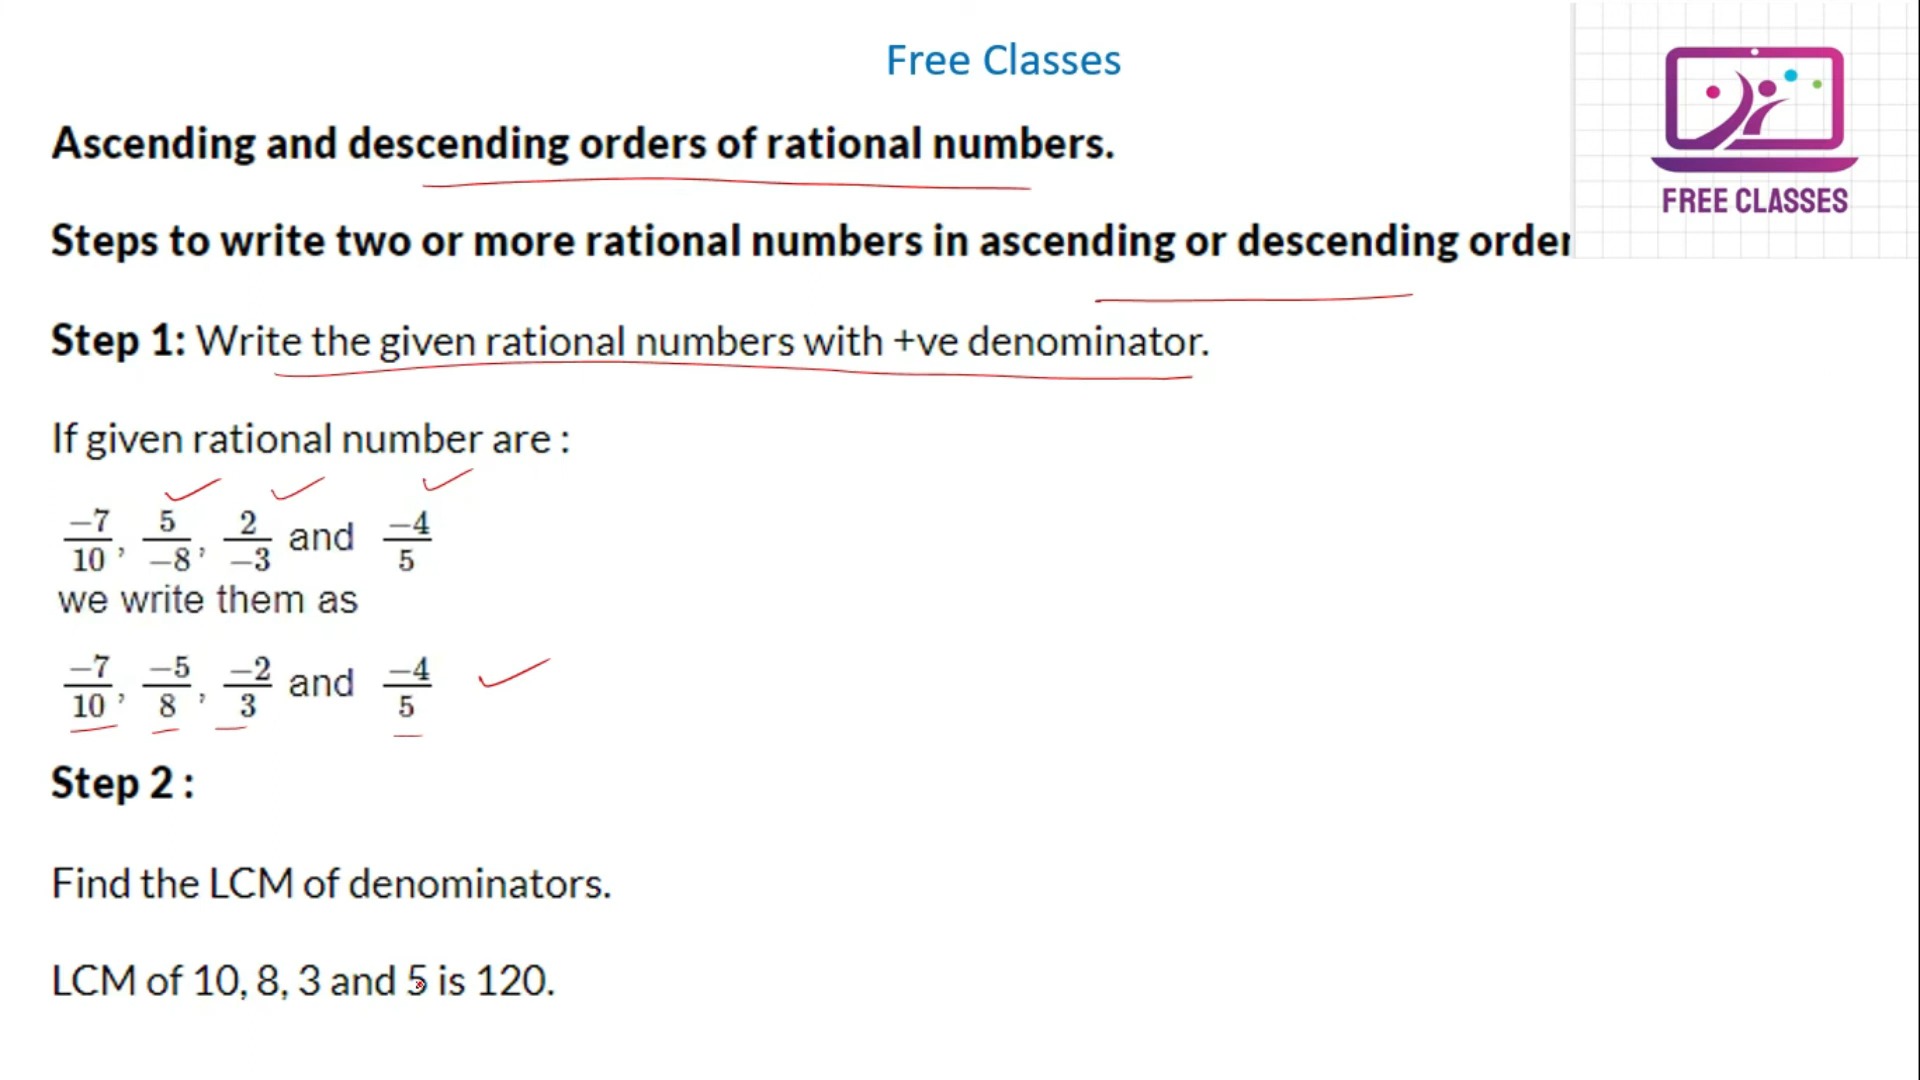 Free Classes
FREE CLASSES
Ascending and descending orders of rational numbers.
Steps to write two or more rational numbers in ascending or descending order
Step 1: Write the given rational numbers with +ve denominator.
If given rational number are :
−7/10, 5/−8, 2/−3 and −4/5
we write them as
−7/10, −5/8, −2/3 and −4/5
Step 2 :
Find the LCM of denominators.
LCM of 10, 8, 3 and 5 is 120.